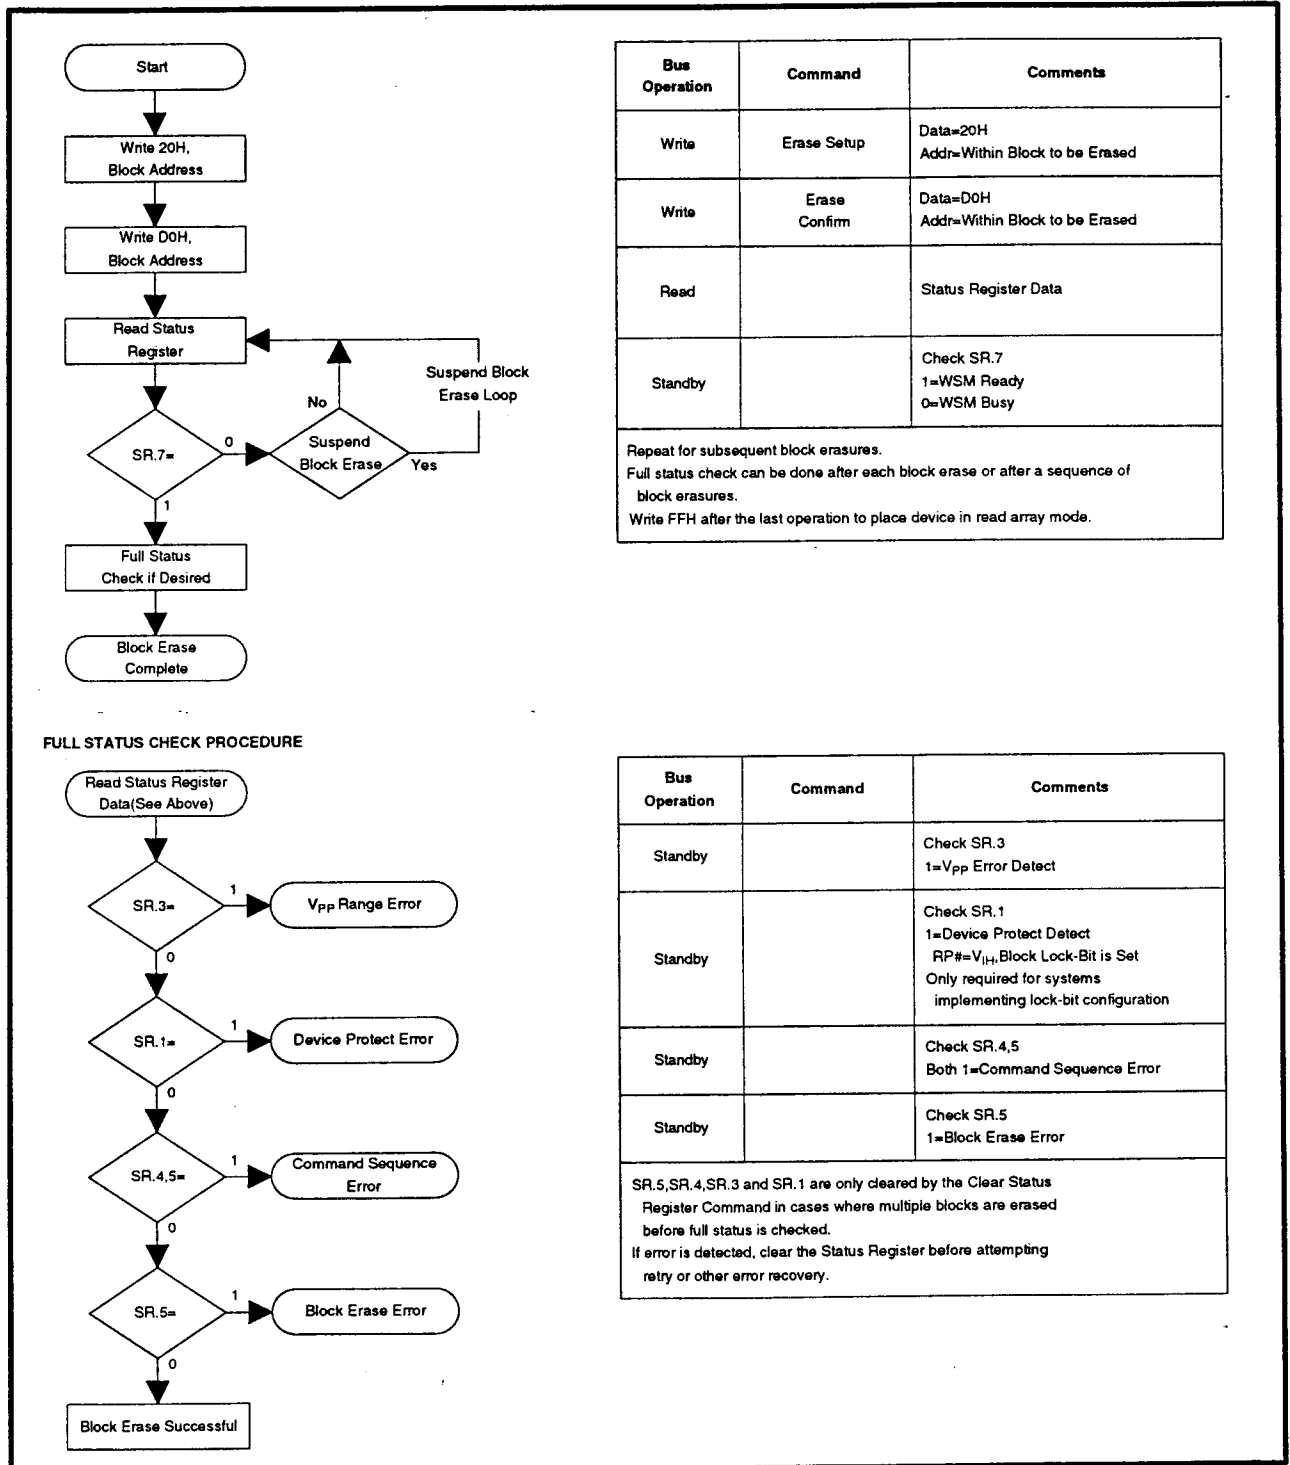 Start
Write 20H,
Block Address
Write D0H,
Block Address
Read Status
Register
Suspend Block
Erase Loop
No
SR.7=
0
Suspend
Block Erase
Yes
1
Full Status
Check if Desired
Block Erase
Complete
Bus
Operation
Command
Comments
Write
Erase Setup
Data=20H
Addr=Within Block to be Erased
Write
Erase
Confirm
Data=D0H
Addr=Within Block to be Erased
Read
Status Register Data
Standby
Check SR.7
1=WSM Ready
0=WSM Busy
Repeat for subsequent block erasures.
Full status check can be done after each block erase or after a sequence of
block erasures.
Write FFH after the last operation to place device in read array mode.
FULL STATUS CHECK PROCEDURE
Read Status Register
Data(See Above)
SR.3=
1
VPP Range Error
0
SR.1=
1
Device Protect Error
0
SR.4,5=
1
Command Sequence
Error
0
SR.5=
1
Block Erase Error
0
Block Erase Successful
Bus
Operation
Command
Comments
Standby
Check SR.3
1=VPP Error Detect
Standby
Check SR.1
1=Device Protect Detect
RP#=VIH,Block Lock-Bit is Set
Only required for systems
implementing lock-bit configuration
Standby
Check SR.4,5
Both 1=Command Sequence Error
Standby
Check SR.5
1=Block Erase Error
SR.5,SR.4,SR.3 and SR.1 are only cleared by the Clear Status
Register Command in cases where multiple blocks are erased
before full status is checked.
If error is detected, clear the Status Register before attempting
retry or other error recovery.